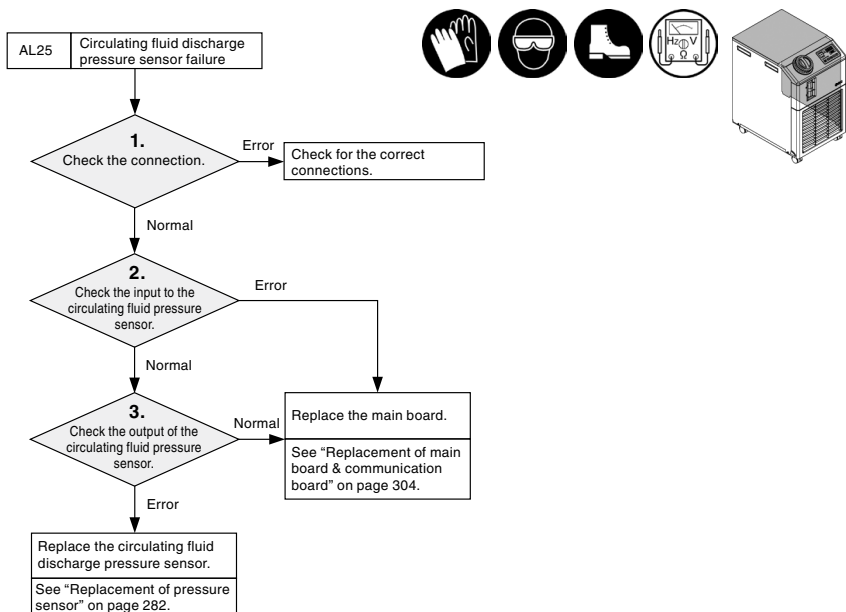 AL25
Circulating fluid discharge
pressure sensor failure
Hz V
Ω
1.
Check the connection.
Error
Check for the correct
connections.
Normal
2.
Check the input to the
circulating fluid pressure
sensor.
Error
Normal
3.
Check the output of the
circulating fluid pressure
sensor.
Normal
Replace the main board.
See “Replacement of main
board & communication
board” on page 304.
Error
Replace the circulating fluid
discharge pressure sensor.
See “Replacement of pressure
sensor” on page 282.